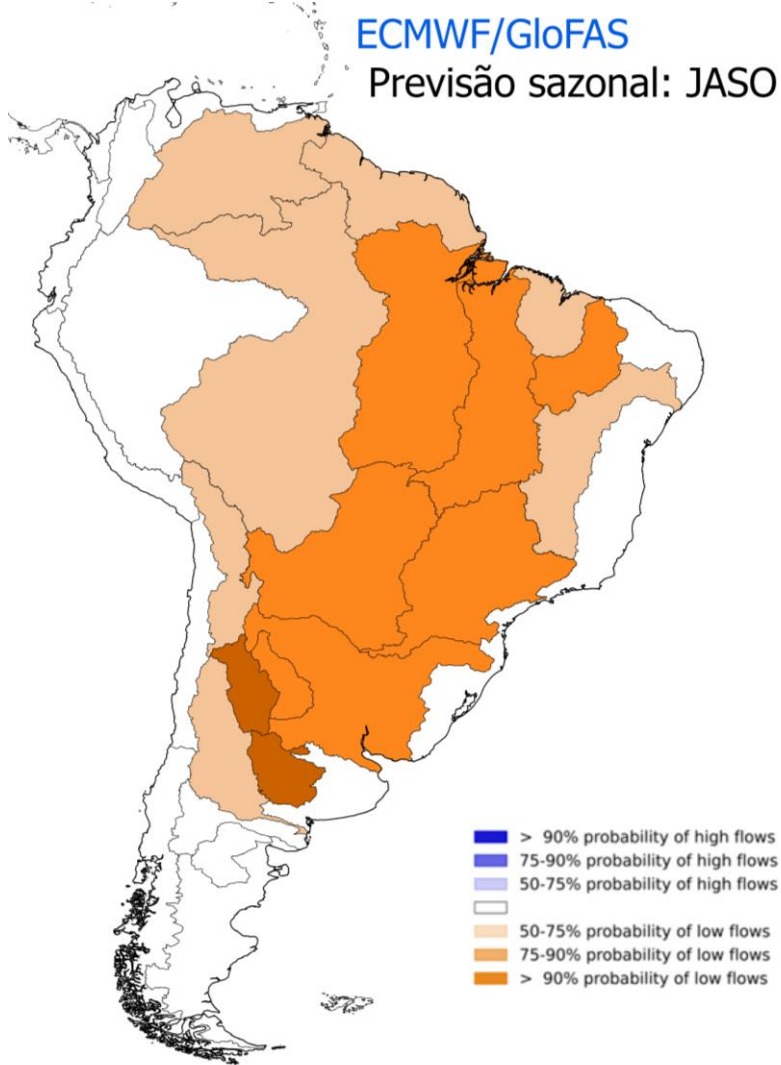 ECMWF/GloFAS
Previsão sazonal: JASO
> 90% probability of high flows
75-90% probability of high flows
50-75% probability of high flows
50-75% probability of low flows
75-90% probability of low flows
> 90% probability of low flows